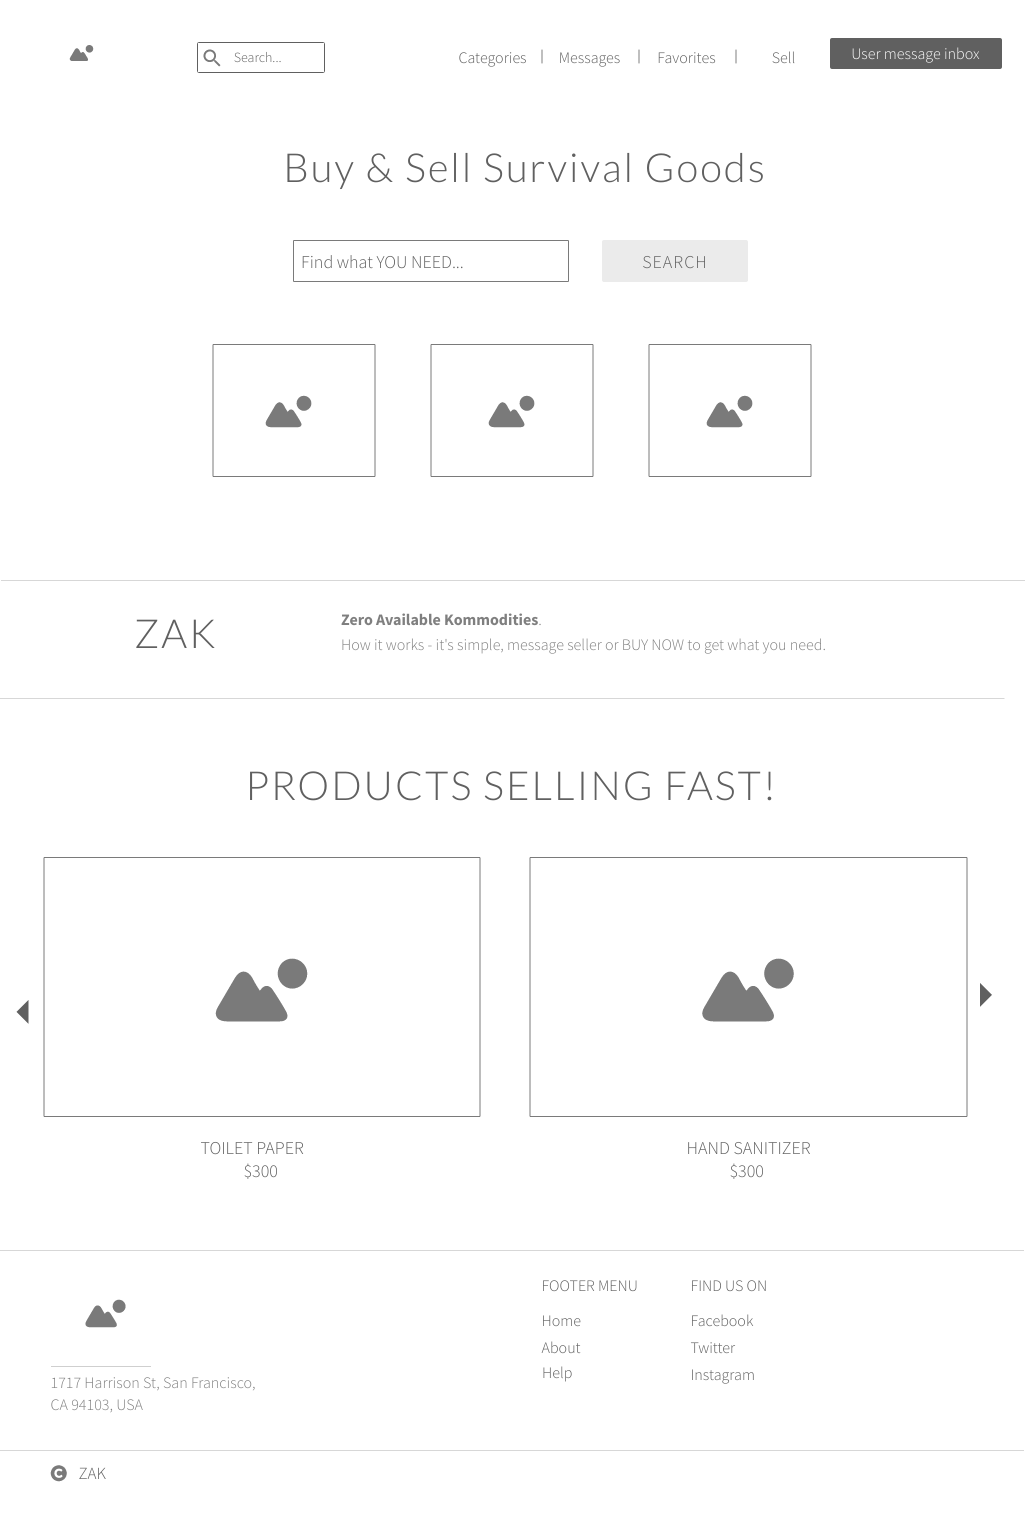 Search...
Categories | Messages | Favorites | Sell
User message inbox
Buy & Sell Survival Goods
Find what YOU NEED...
SEARCH
ZAK
Zero Available Kommodities.
How it works - it's simple, message seller or BUY NOW to get what you need.
PRODUCTS SELLING FAST!
TOILET PAPER
$300
HAND SANITIZER
$300
1717 Harrison St, San Francisco,
CA 94103, USA
FOOTER MENU
Home
About
Help
FIND US ON
Facebook
Twitter
Instagram
© ZAK